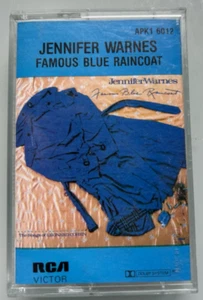 APK1 6017
JENNIFER WARNES
FAMOUS BLUE RAINCOAT
Jennifer Warnes
Famous Blue Raincoat
RCA
VICTOR